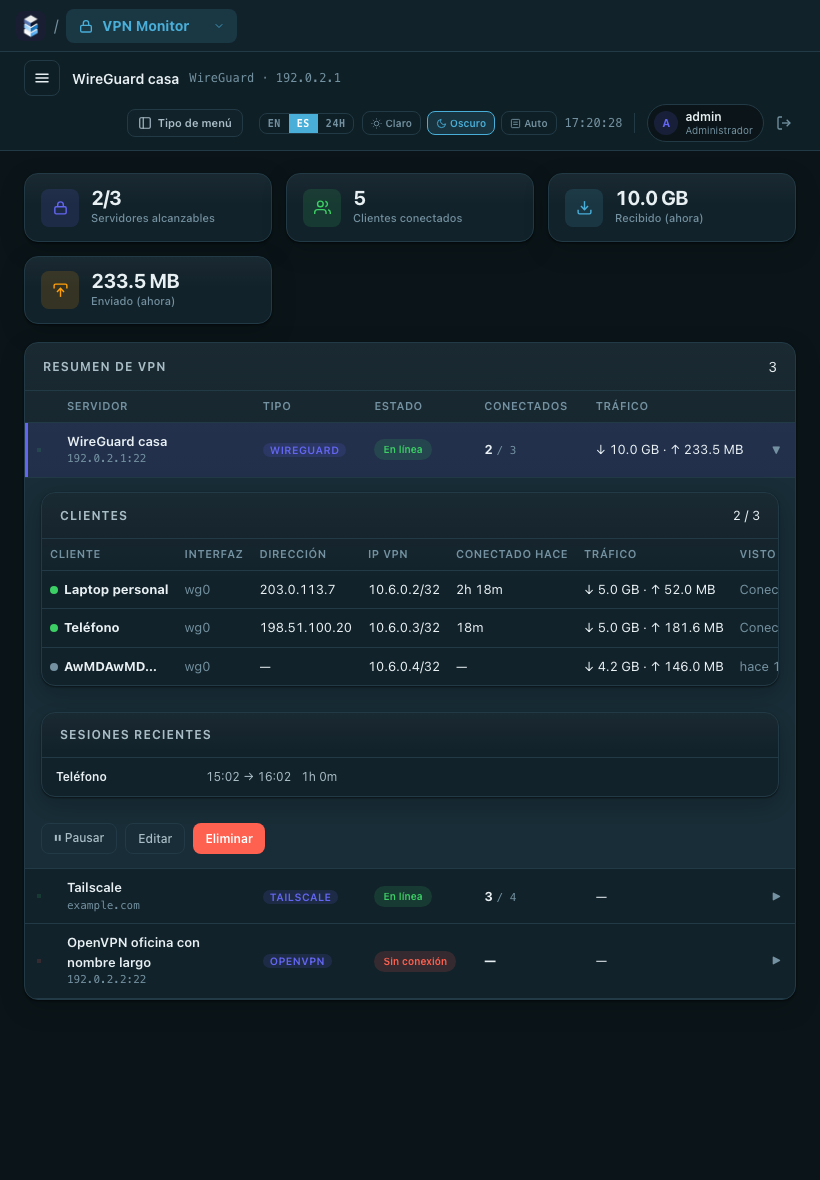 / VPN Monitor
WireGuard casa WireGuard · 192.0.2.1
Tipo de menú EN ES 24H Claro Oscuro Auto 17:20:28 A admin
Administrador
2/3
Servidores alcanzables
5
Clientes conectados
10.0 GB
Recibido (ahora)
233.5 MB
Enviado (ahora)
RESUMEN DE VPN 3
SERVIDOR TIPO ESTADO CONECTADOS TRÁFICO
WireGuard casa WIREGUARD En línea 2 / 3 ↓ 10.0 GB · ↑ 233.5 MB ▼
192.0.2.1:22
CLIENTES 2 / 3
CLIENTE INTERFAZ DIRECCIÓN IP VPN CONECTADO HACE TRÁFICO VISTO
Laptop personal wg0 203.0.113.7 10.6.0.2/32 2h 18m ↓ 5.0 GB · ↑ 52.0 MB Conec
Teléfono wg0 198.51.100.20 10.6.0.3/32 18m ↓ 5.0 GB · ↑ 181.6 MB Conec
AwMDAwMD... wg0 — 10.6.0.4/32 — ↓ 4.2 GB · ↑ 146.0 MB hace 1
SESIONES RECIENTES
Teléfono 15:02 → 16:02 1h 0m
Pausar Editar Eliminar
Tailscale TAILSCALE En línea 3 / 4 — ▶
example.com
OpenVPN oficina con
nombre largo OPENVPN Sin conexión — — ▶
192.0.2.2:22